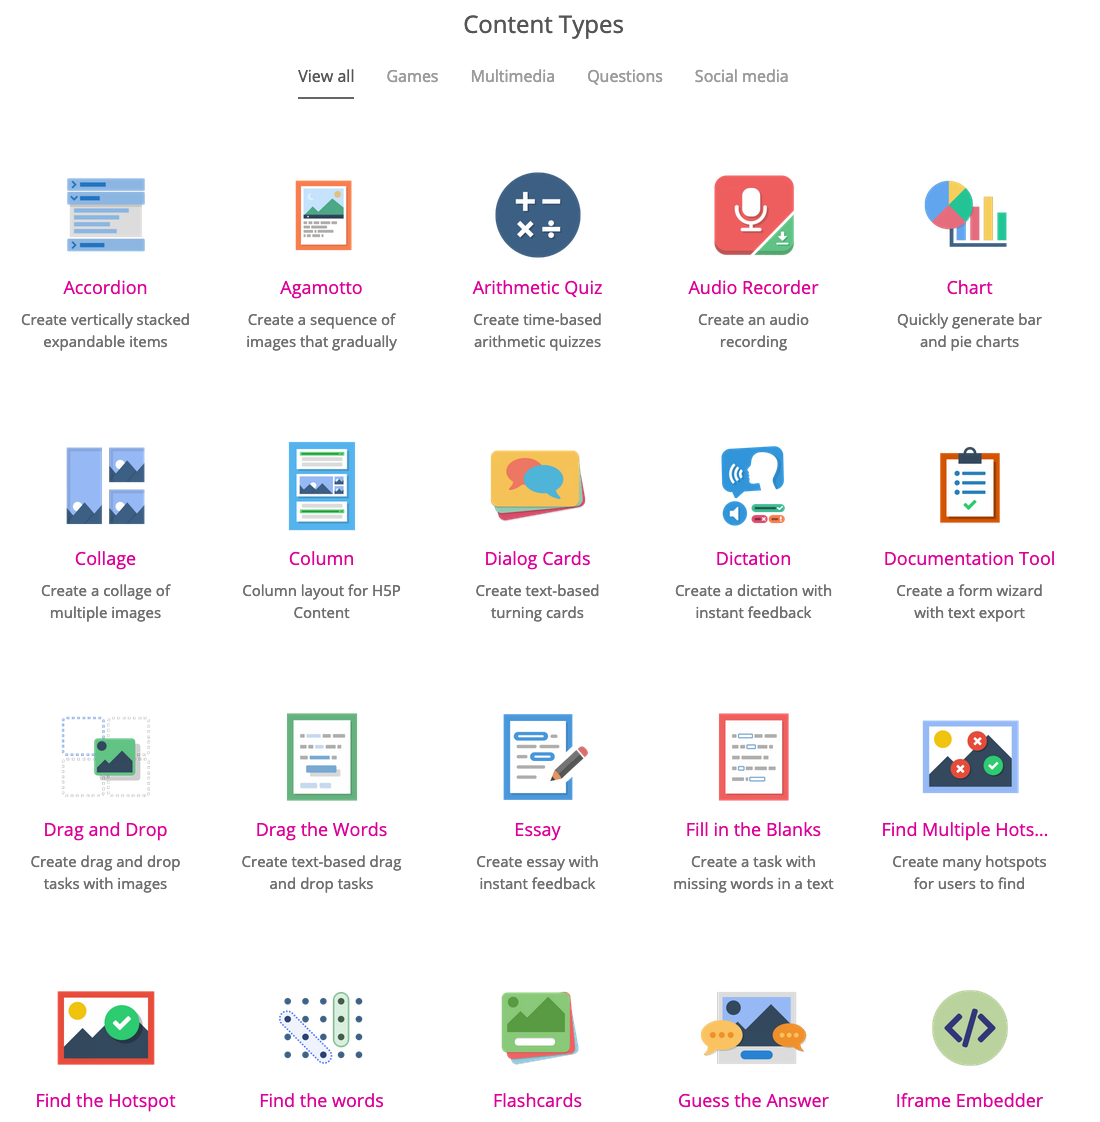 Content Types
View all Games Multimedia Questions Social media
Accordion
Create vertically stacked
expandable items
Agamotto
Create a sequence of
images that gradually
Arithmetic Quiz
Create time-based
arithmetic quizzes
Audio Recorder
Create an audio
recording
Chart
Quickly generate bar
and pie charts
Collage
Create a collage of
multiple images
Column
Column layout for H5P
Content
Dialog Cards
Create text-based
turning cards
Dictation
Create a dictation with
instant feedback
Documentation Tool
Create a form wizard
with text export
Drag and Drop
Create drag and drop
tasks with images
Drag the Words
Create text-based drag
and drop tasks
Essay
Create essay with
instant feedback
Fill in the Blanks
Create a task with
missing words in a text
Find Multiple Hots...
Create many hotspots
for users to find
Find the Hotspot
Find the words
Flashcards
Guess the Answer
Iframe Embedder